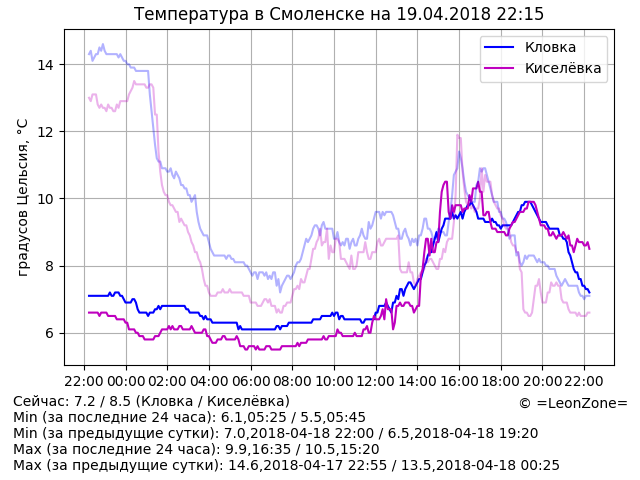 Температура в Смоленске на 19.04.2018 22:15
Кловка
Киселёвка
градусов Цельсия, °C
14
12
10
8
6
22:00 00:00 02:00 04:00 06:00 08:00 10:00 12:00 14:00 16:00 18:00 20:00 22:00
Сейчас: 7.2 / 8.5 (Кловка / Киселёвка)
© =LeonZone=
Min (за последние 24 часа): 6.1,05:25 / 5.5,05:45
Min (за предыдущие сутки): 7.0,2018-04-18 22:00 / 6.5,2018-04-18 19:20
Max (за последние 24 часа): 9.9,16:35 / 10.5,15:20
Max (за предыдущие сутки): 14.6,2018-04-17 22:55 / 13.5,2018-04-18 00:25